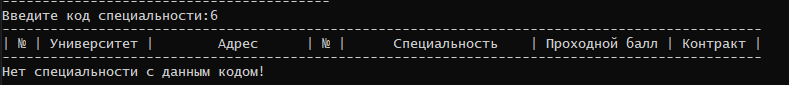 Введите код специальности:6
| № | Университет | Адрес | № | Специальность | Проходной балл | Контракт |
Нет специальности с данным кодом!